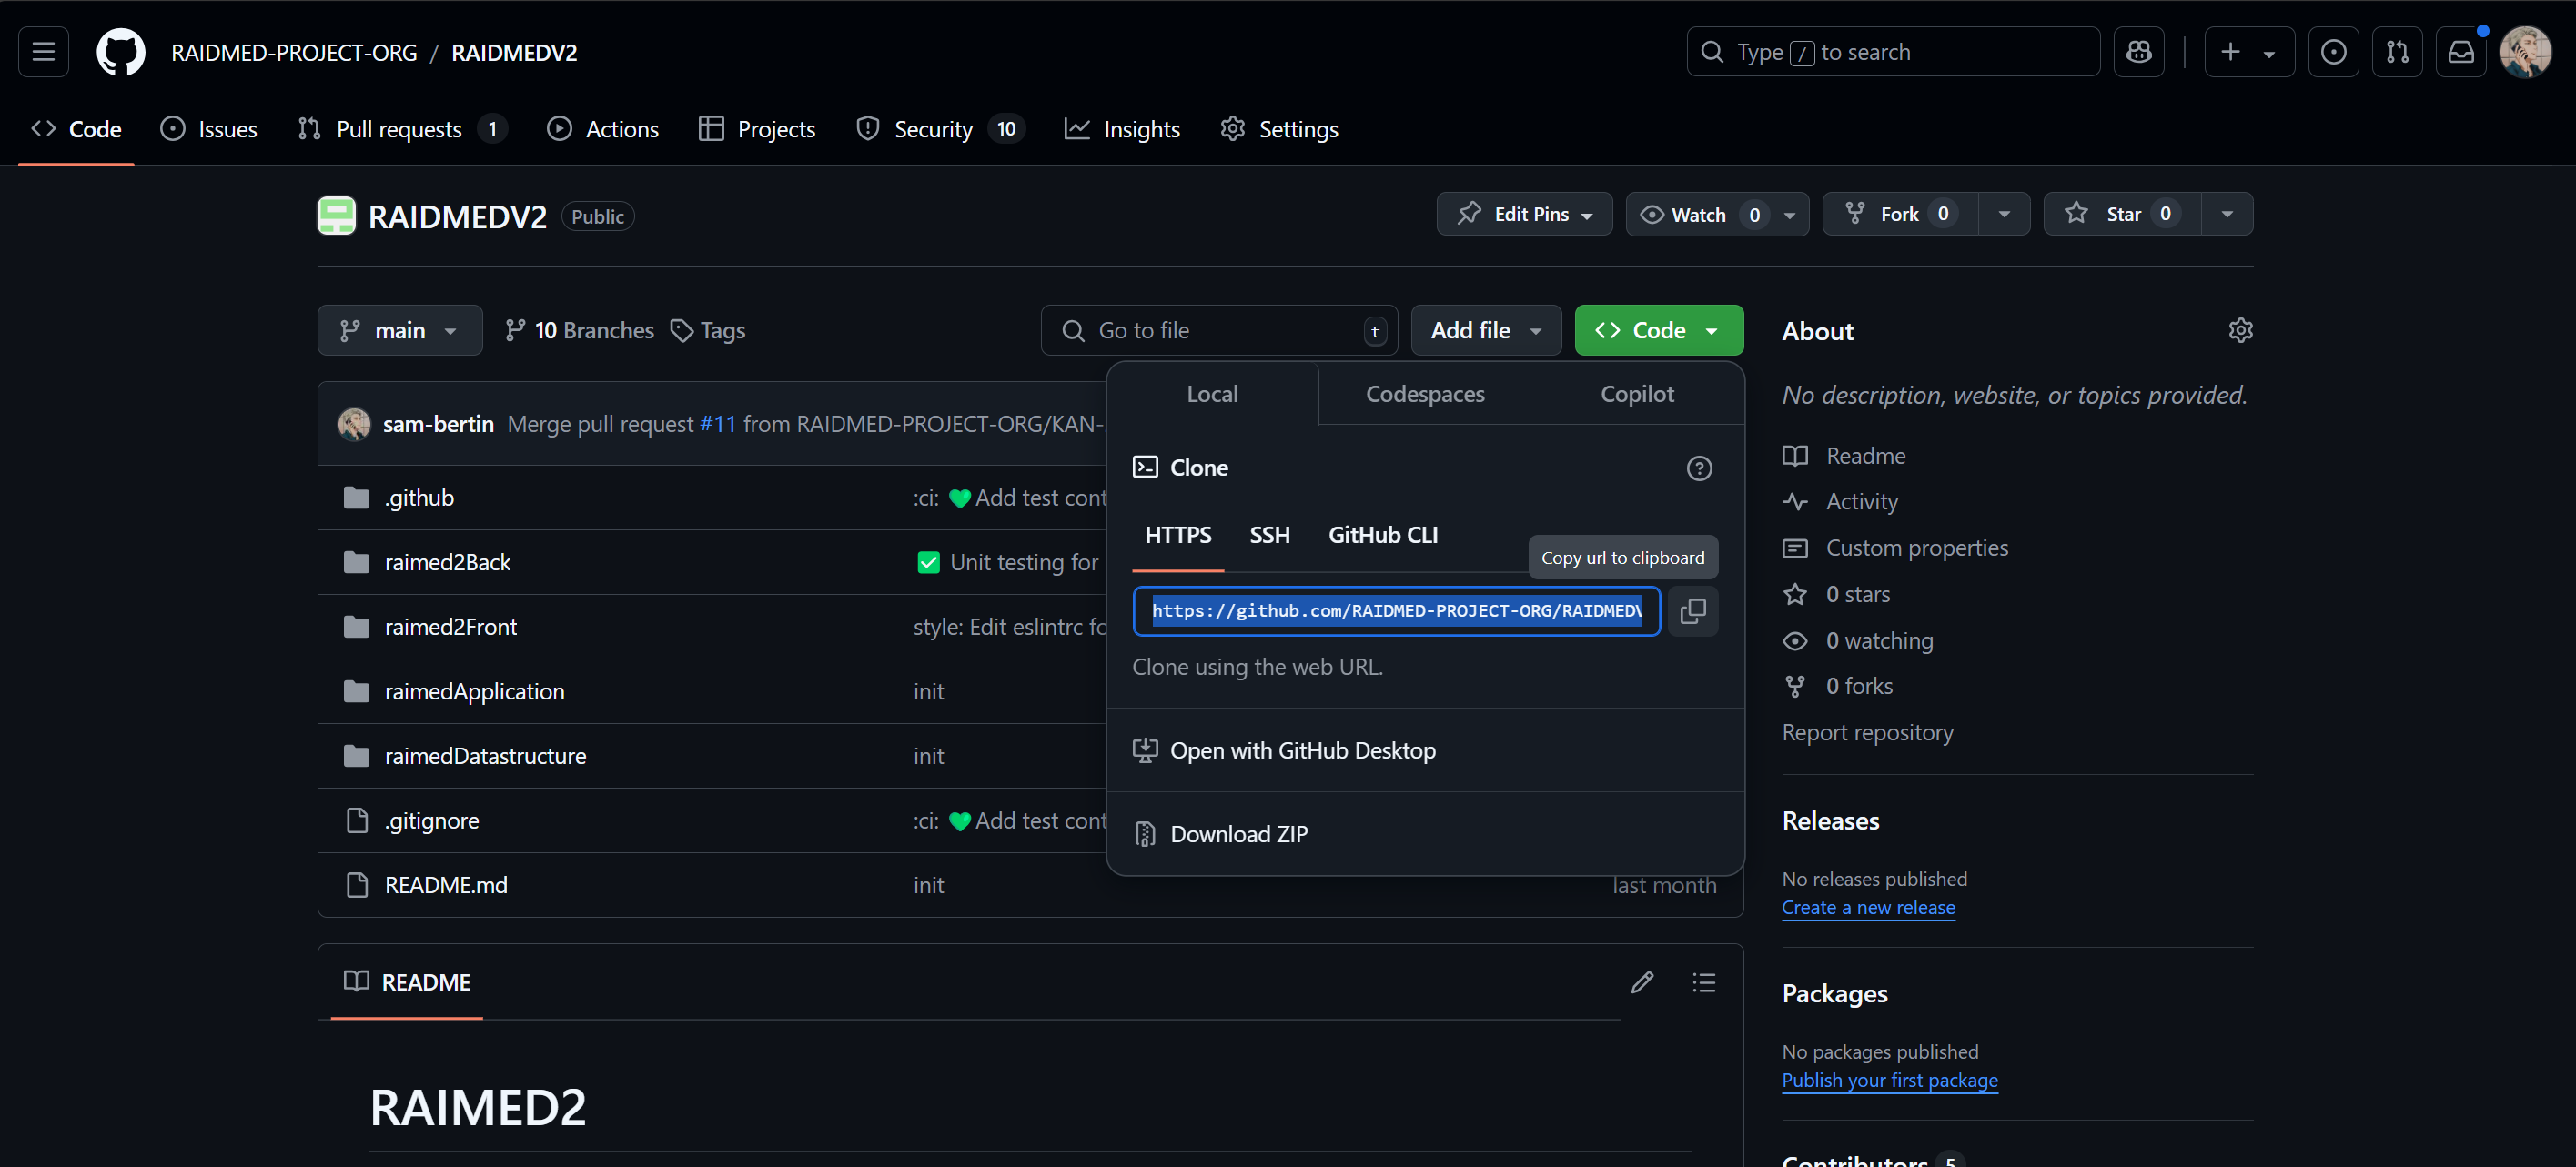 RAIDMED-PROJECT-ORG / RAIDMEDV2
Type / to search
Code
Issues
Pull requests 1
Actions
Projects
Security 10
Insights
Settings
RAIDMEDV2 Public
Edit Pins
Watch 0
Fork 0
Star 0
main
10 Branches
Tags
Go to file t
Add file
Code
sam-bertin Merge pull request #11 from RAIDMED-PROJECT-ORG/KAN-
.github :ci: 💚 Add test cont
raimed2Back ✅ Unit testing for
raimed2Front style: Edit eslintrc fo
raimedApplication init
raimedDatastructure init
.gitignore :ci: 💚 Add test cont
README.md init last month
Local
Codespaces
Copilot
Clone
HTTPS
SSH
GitHub CLI
Copy url to clipboard
https://github.com/RAIDMED-PROJECT-ORG/RAIDMEDV
Clone using the web URL.
Open with GitHub Desktop
Download ZIP
README
RAIMED2
About
No description, website, or topics provided.
Readme
Activity
Custom properties
0 stars
0 watching
0 forks
Report repository
Releases
No releases published
Create a new release
Packages
No packages published
Publish your first package
Contributors 5